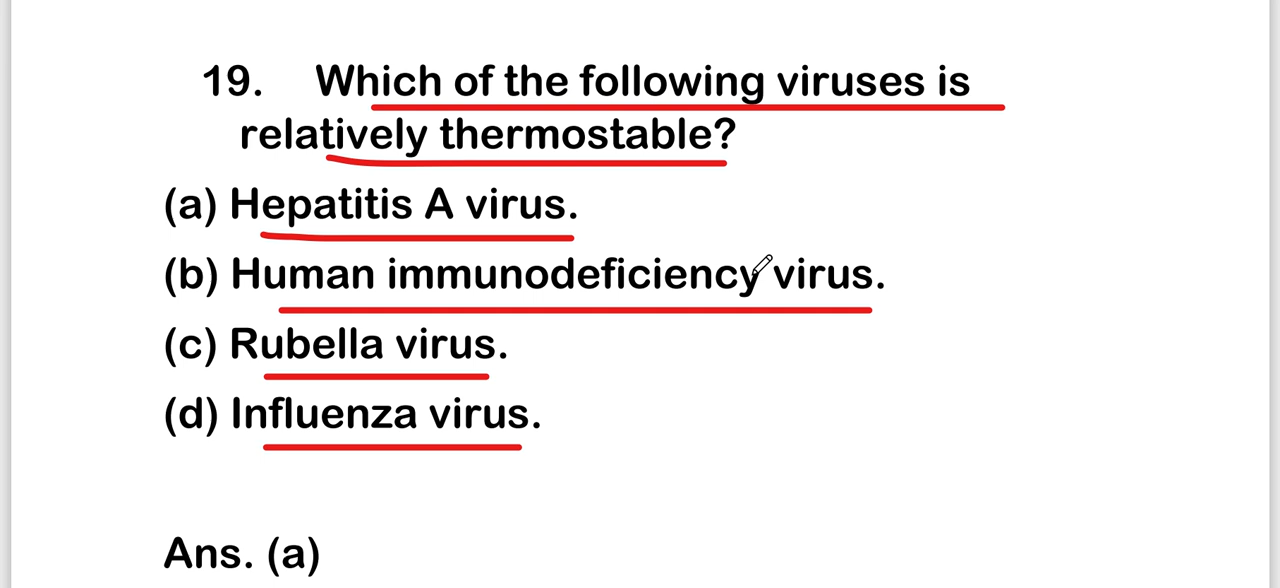 19. Which of the following viruses is
relatively thermostable?
(a) Hepatitis A virus.
(b) Human immunodeficiency virus.
(c) Rubella virus.
(d) Influenza virus.
Ans. (a)